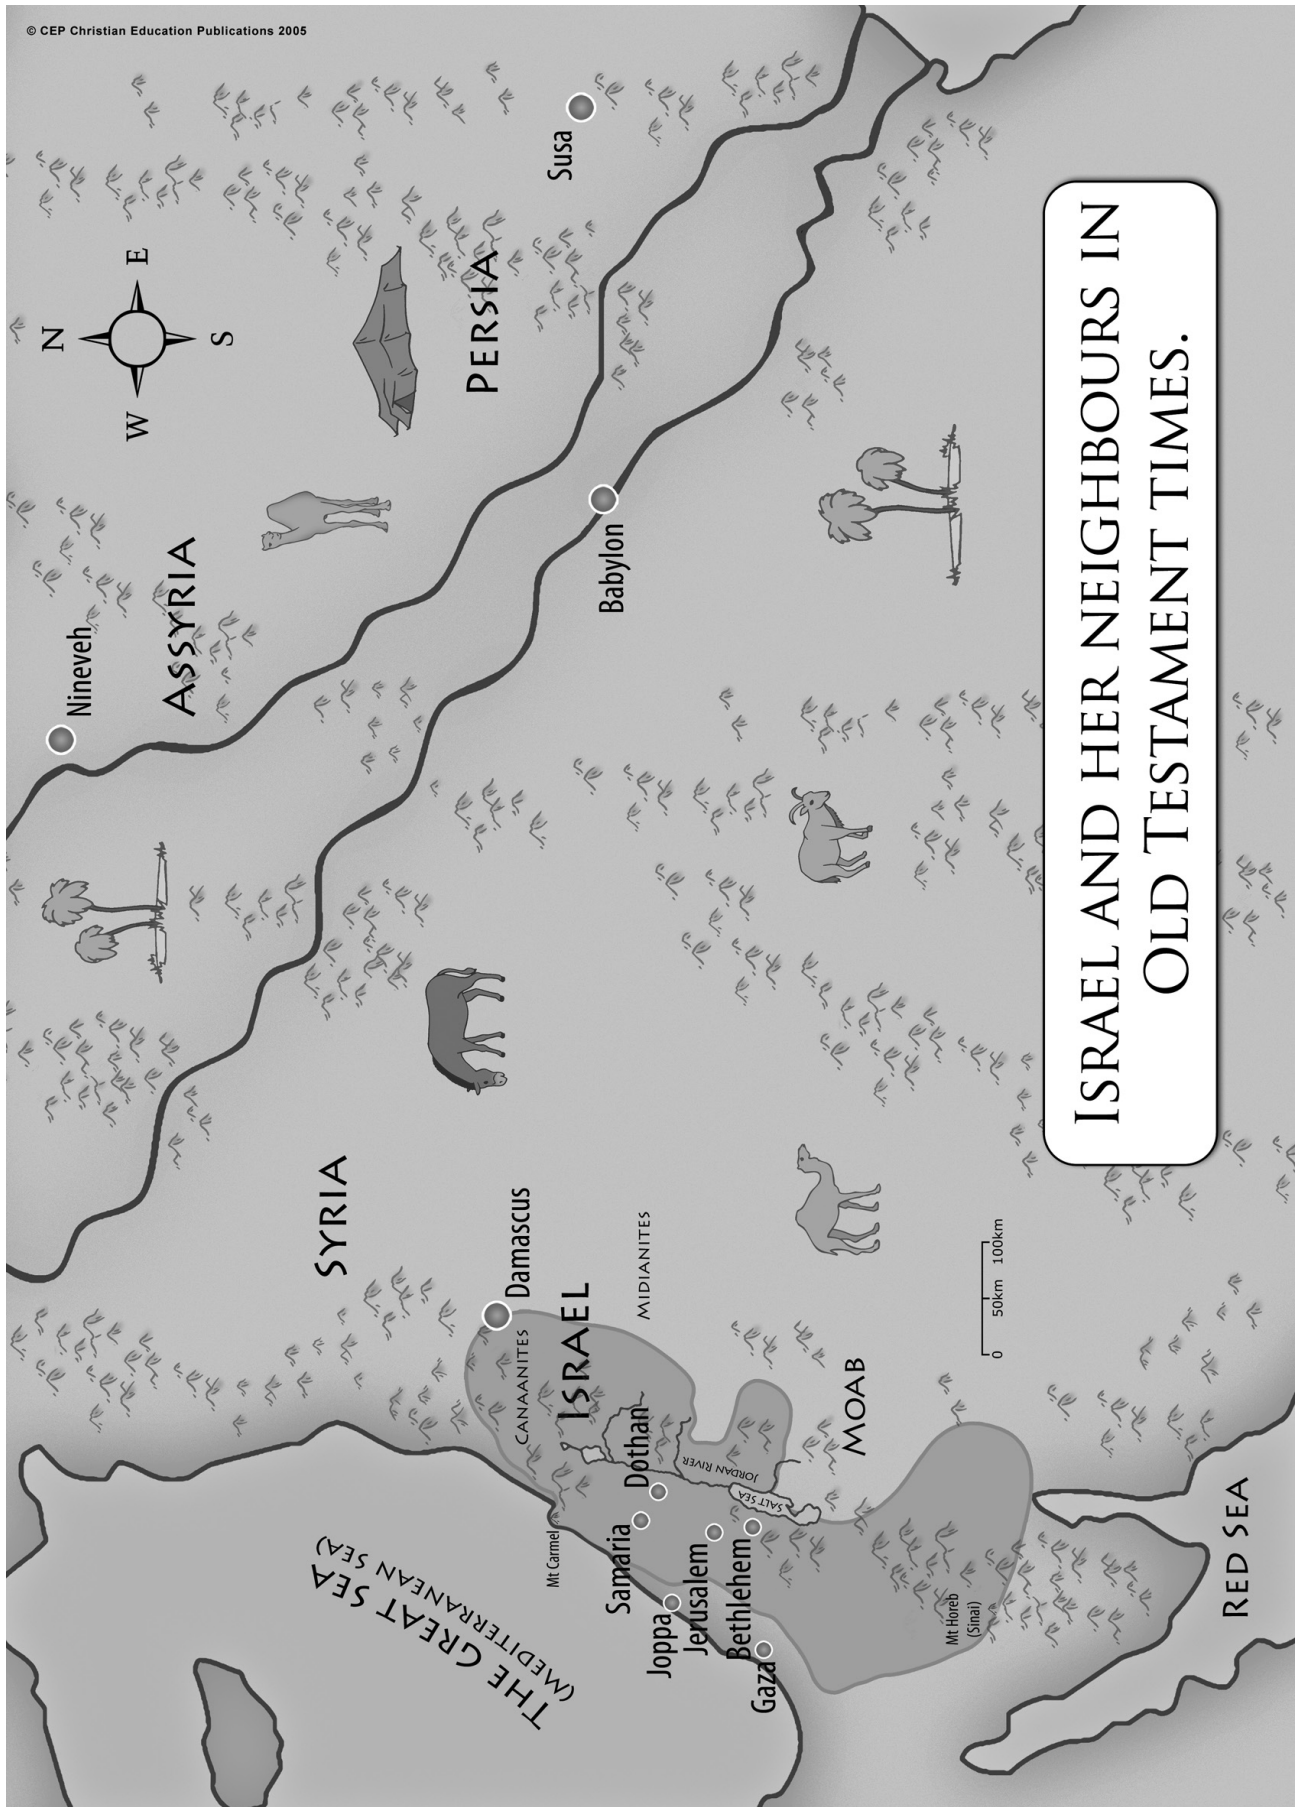 © CEP Christian Education Publications 2005
N
W
E
S
Nineveh
ASSYRIA
PERSIA
Susa
Babylon
SYRIA
Damascus
CANAANITES
ISRAEL
MIDIANITES
THE GREAT SEA
(MEDITERRANEAN SEA)
Mt Carmel
Dothan
Samaria
JORDAN RIVER
Joppa
Jerusalem
SALT SEA
Bethlehem
Gaza
MOAB
Mt Horeb
(Sinai)
0 50km 100km
RED SEA
ISRAEL AND HER NEIGHBOURS IN
OLD TESTAMENT TIMES.